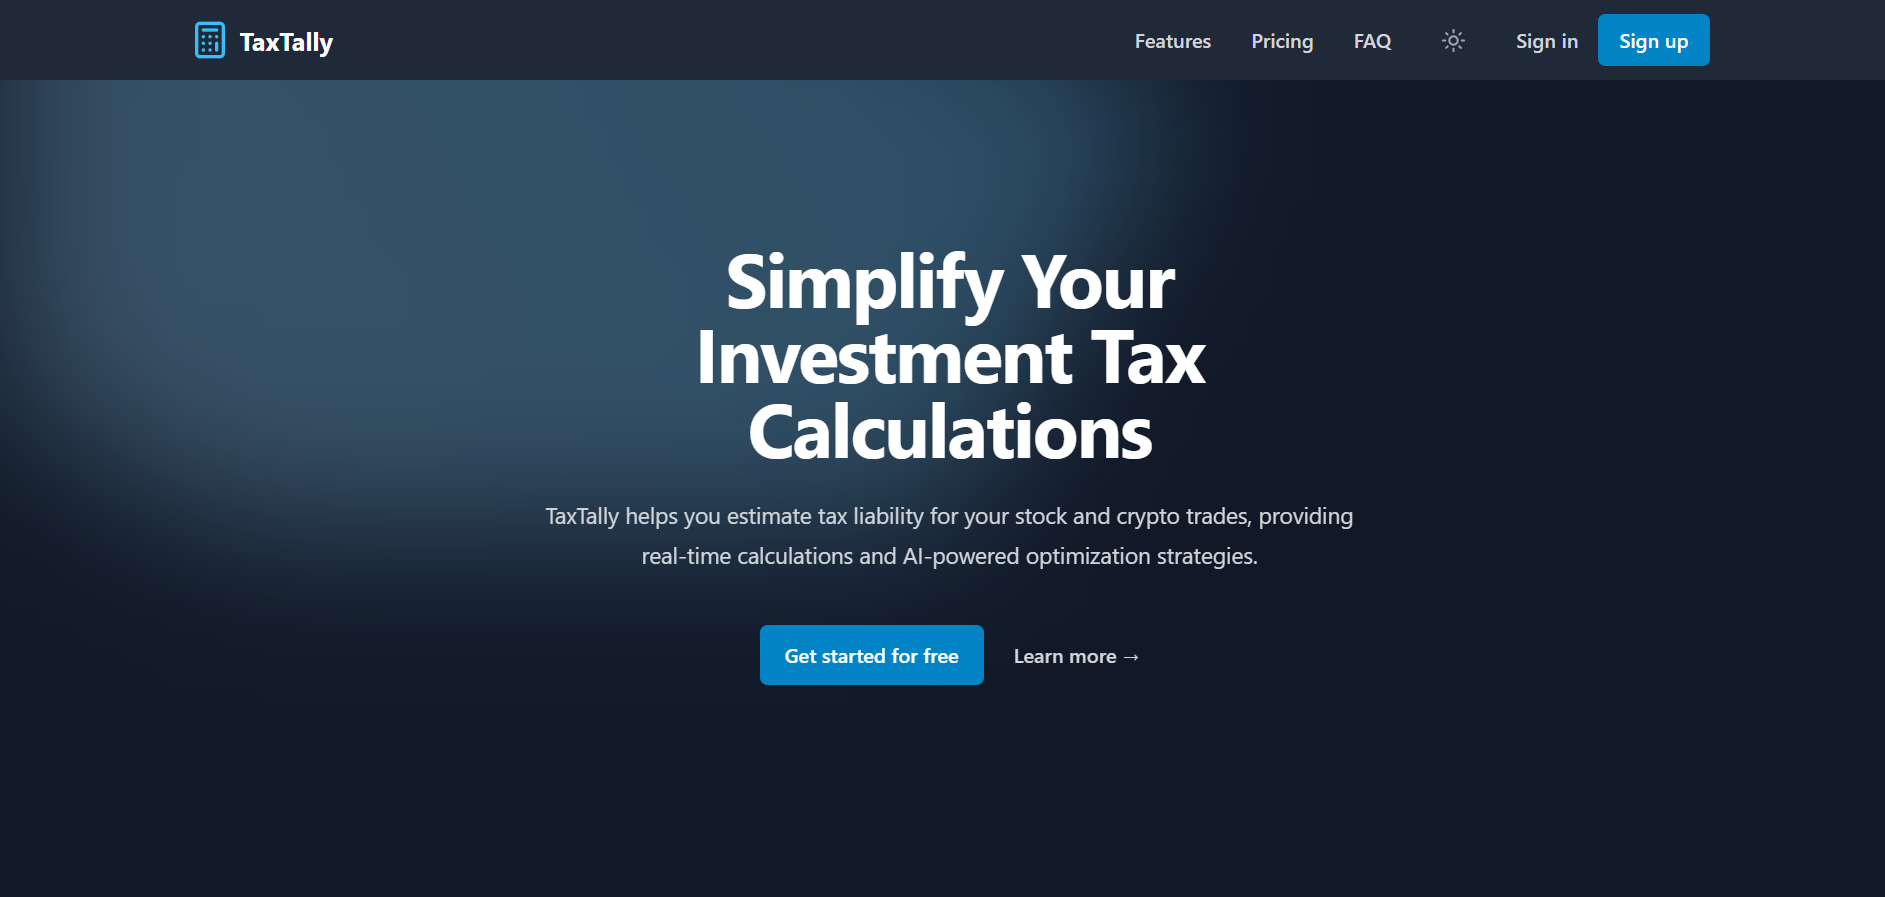 TaxTally
Features
Pricing
FAQ
Sign in
Sign up
Simplify Your
Investment Tax
Calculations
TaxTally helps you estimate tax liability for your stock and crypto trades, providing
real-time calculations and AI-powered optimization strategies.
Get started for free
Learn more →